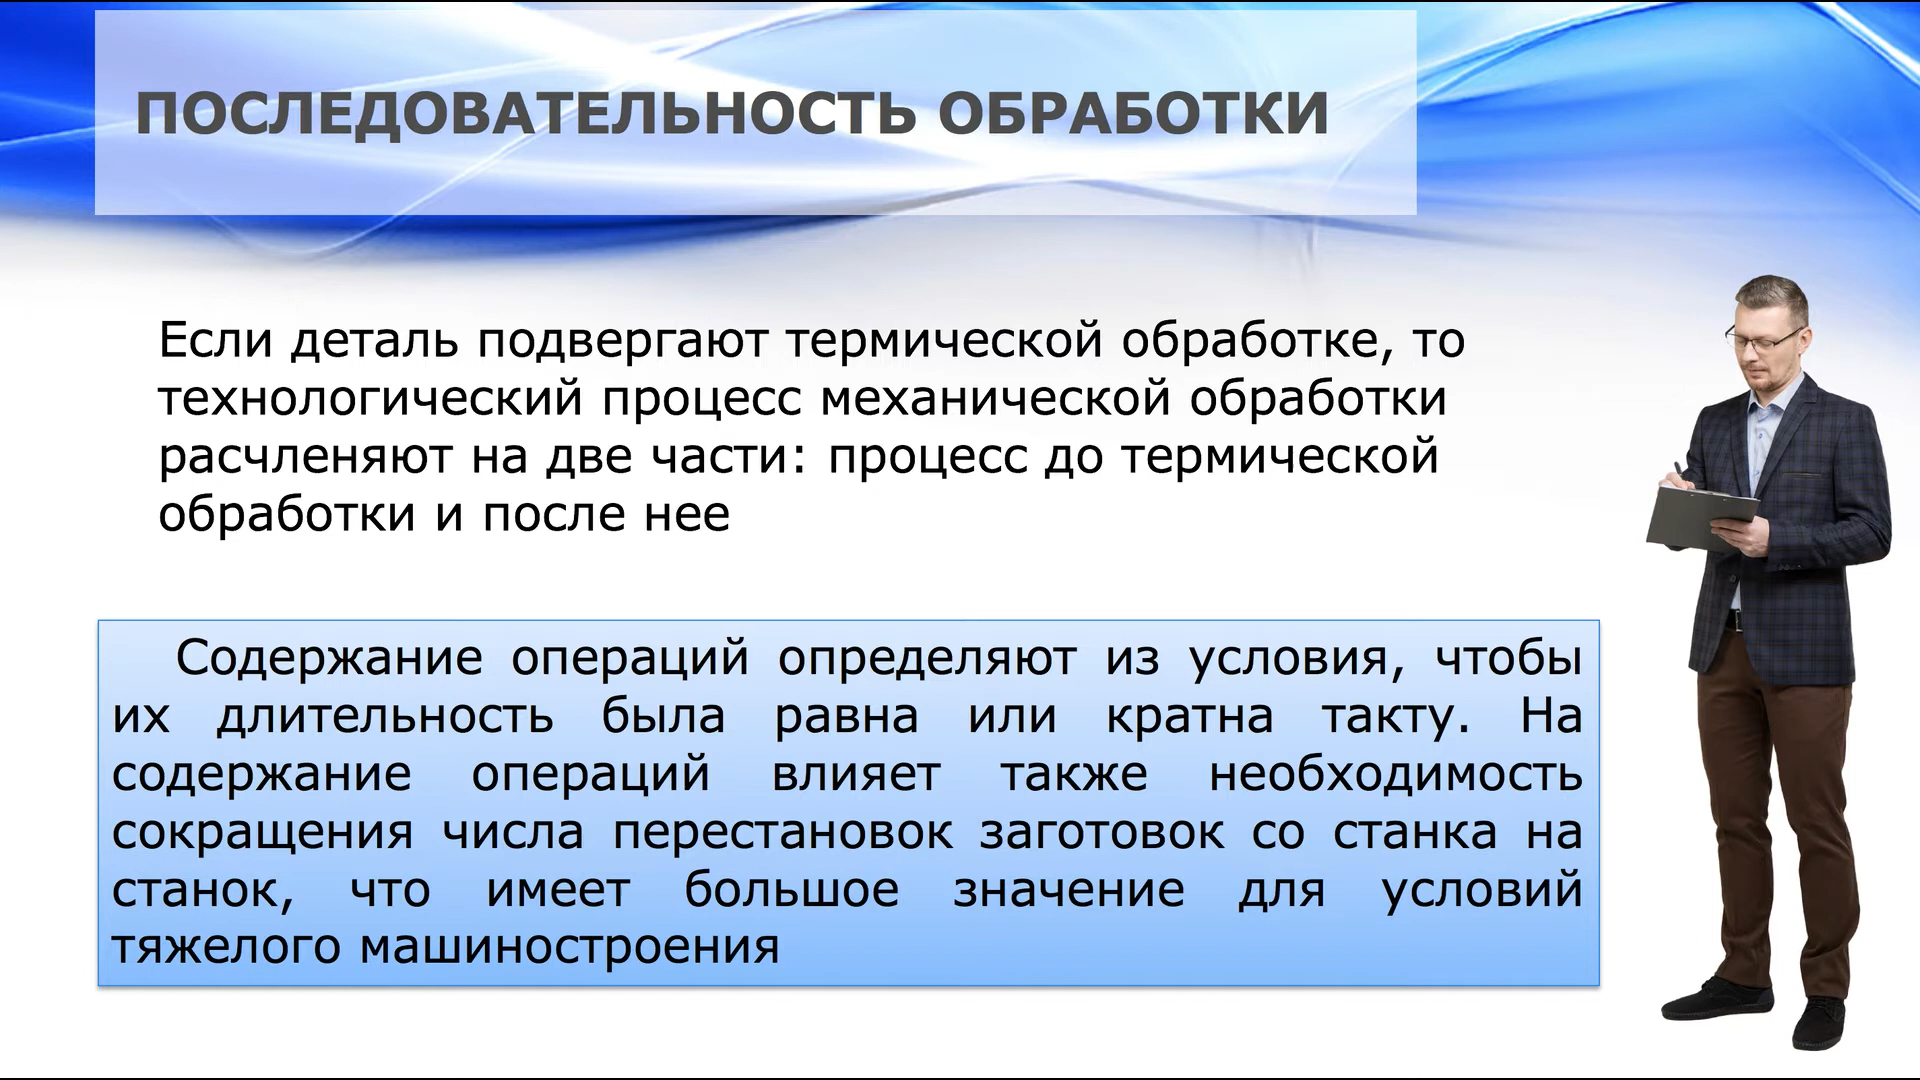 ПОСЛЕДОВАТЕЛЬНОСТЬ ОБРАБОТКИ
Если деталь подвергают термической обработке, то
технологический процесс механической обработки
расчленяют на две части: процесс до термической
обработки и после нее
Содержание операций определяют из условия, чтобы
их длительность была равна или кратна такту. На
содержание операций влияет также необходимость
сокращения числа перестановок заготовок со станка на
станок, что имеет большое значение для условий
тяжелого машиностроения